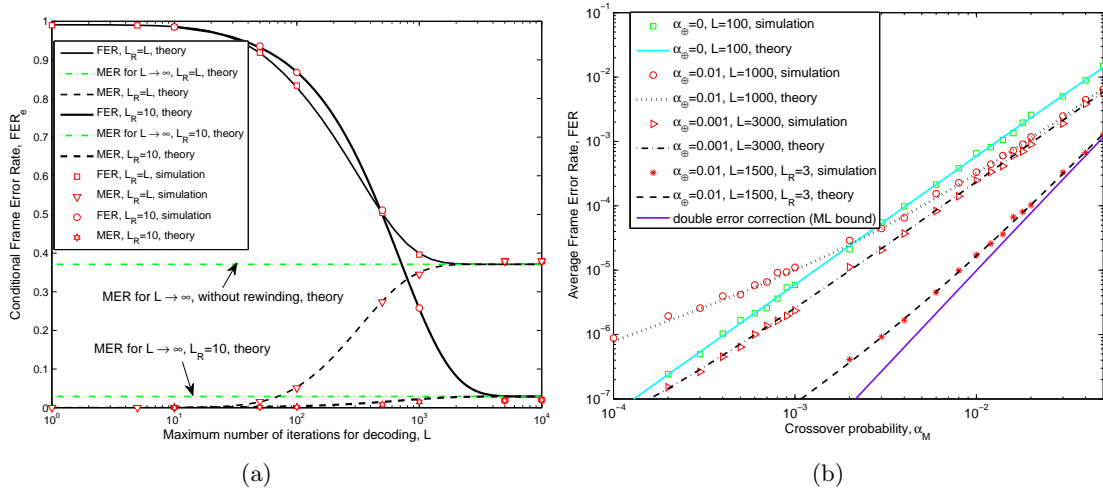 1
0.9
0.8
0.7
0.6
0.5
0.4
0.3
0.2
0.1
0
Conditional Frame Error Rate, FER_e
FER, L_R=L, theory
MER for L→∞, L_R=L, theory
MER, L_R=L, theory
FER, L_R=10, theory
MER for L→∞, L_R=10, theory
MER, L_R=10, theory
FER, L_R=L, simulation
MER, L_R=L, simulation
FER, L_R=10, simulation
MER, L_R=10, simulation
MER for L→∞, without rewinding, theory
MER for L→∞, L_R=10, theory
10^0 10^1 10^2 10^3 10^4
Maximum number of iterations for decoding, L
(a)
10^-1
10^-2
10^-3
10^-4
10^-5
10^-6
10^-7
Average Frame Error Rate, FER
α_⊕=0, L=100, simulation
α_⊕=0, L=100, theory
α_⊕=0.01, L=1000, simulation
α_⊕=0.01, L=1000, theory
α_⊕=0.001, L=3000, simulation
α_⊕=0.001, L=3000, theory
α_⊕=0.01, L=1500, L_R=3, simulation
α_⊕=0.01, L=1500, L_R=3, theory
double error correction (ML bound)
10^-4 10^-3 10^-2
Crossover probability, α_M
(b)